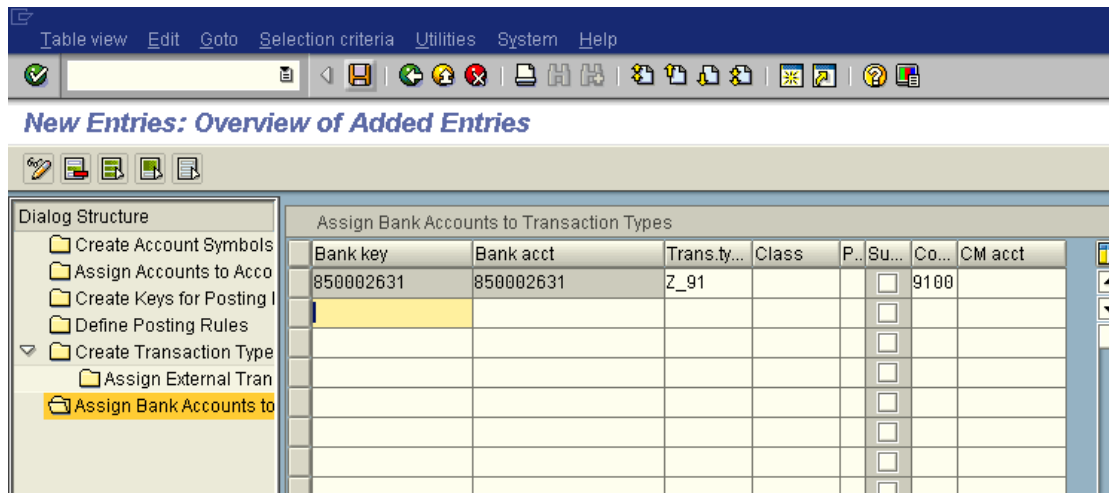 Table view Edit Goto Selection criteria Utilities System Help
New Entries: Overview of Added Entries
Dialog Structure
Create Account Symbols
Assign Accounts to Acco
Create Keys for Posting
Define Posting Rules
Create Transaction Type
Assign External Tran
Assign Bank Accounts to
Assign Bank Accounts to Transaction Types
Bank key Bank acct Trans.ty... Class P.. Su... Co... CM acct
850002631 850002631 Z_91 9100